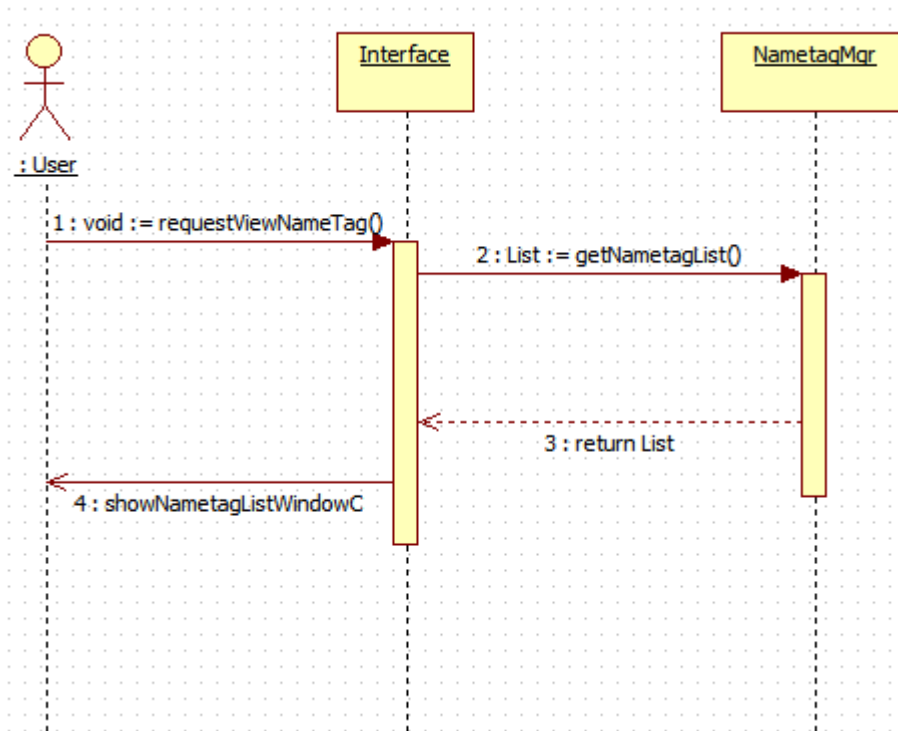 Interface
NametagMgr
: User
1 : void := requestViewNameTag()
2 : List := getNametagList()
3 : return List
4 : showNametagListWindowC